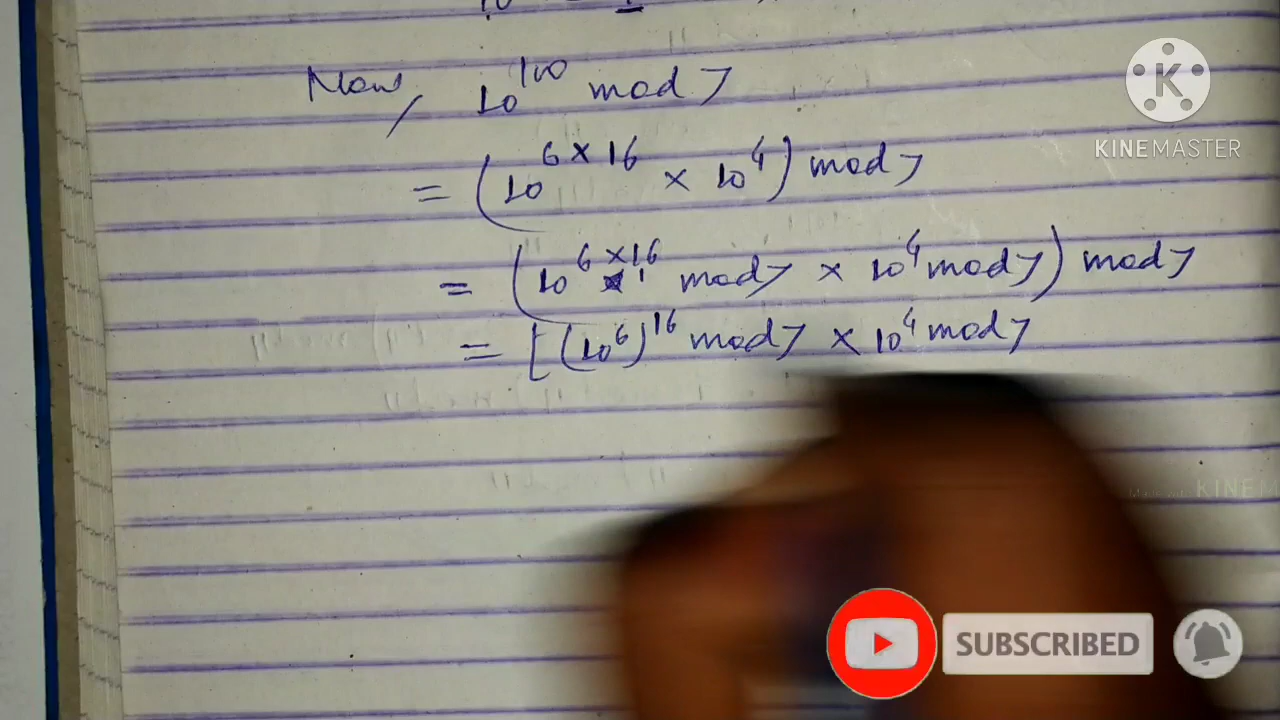 Now, 10^100 mod 7
= (10^6×16 × 10^4) mod 7
= (10^6×16 mod 7 × 10^4 mod 7) mod 7
= [(10^6)^16 mod 7 × 10^4 mod 7
KINEMASTER
SUBSCRIBED